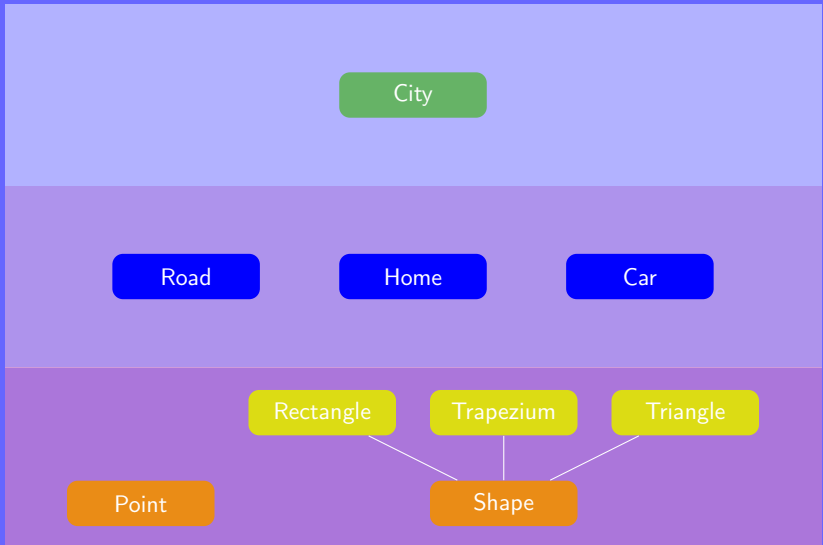 City
Road
Home
Car
Rectangle
Trapezium
Triangle
Point
Shape